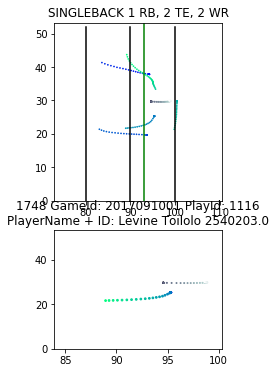 SINGLEBACK 1 RB, 2 TE, 2 WR
50
40
30
20
10
0
80 90 100 110
1748 GameId: 2017091001 PlayId: 1116
PlayerName + ID: Levine Toilolo 2540203.0
40
20
0
85 90 95 100